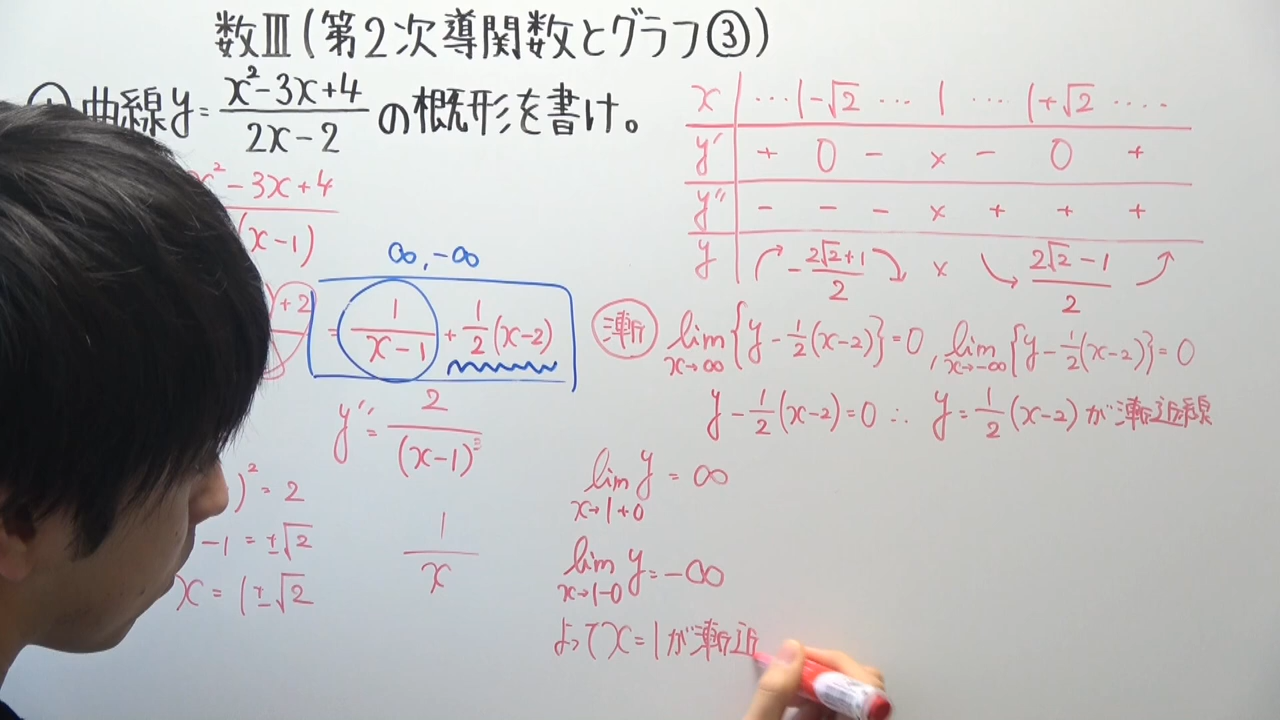 数Ⅲ(第2次導関数とグラフ③)
曲線y=(x²-3x+4)/(2x-2)の概形を書け。
x²-3x+4
(x-1)
+2
∞,-∞
=1/(x-1)+1/2(x-2)
y''=2/(x-1)³
)²=2
-1=±√2
x=1±√2
1/x
x … 1-√2 … 1 … 1+√2 …
y' + 0 - × - 0 +
y'' - - - × + + +
y -(2√2+1)/2 × (2√2-1)/2
漸 lim x→∞ {y-1/2(x-2)}=0, lim x→-∞ {y-1/2(x-2)}=0
y-1/2(x-2)=0 ∴ y=1/2(x-2)が漸近線
lim x→1+0 y=∞
lim x→1-0 y=-∞
よってx=1が漸近